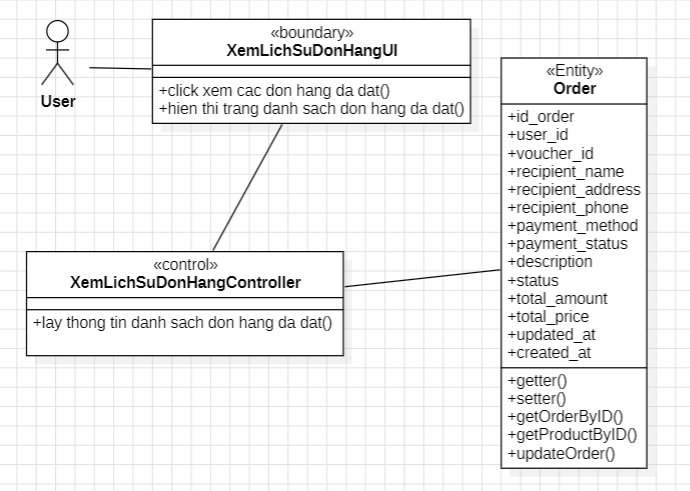 User
«boundary»
XemLichSuDonHangUI
+click xem cac don hang da dat()
+hien thi trang danh sach don hang da dat()
«control»
XemLichSuDonHangController
+lay thong tin danh sach don hang da dat()
«Entity»
Order
+id_order
+user_id
+voucher_id
+recipient_name
+recipient_address
+recipient_phone
+payment_method
+payment_status
+description
+status
+total_amount
+total_price
+updated_at
+created_at
+getter()
+setter()
+getOrderByID()
+getProductByID()
+updateOrder()